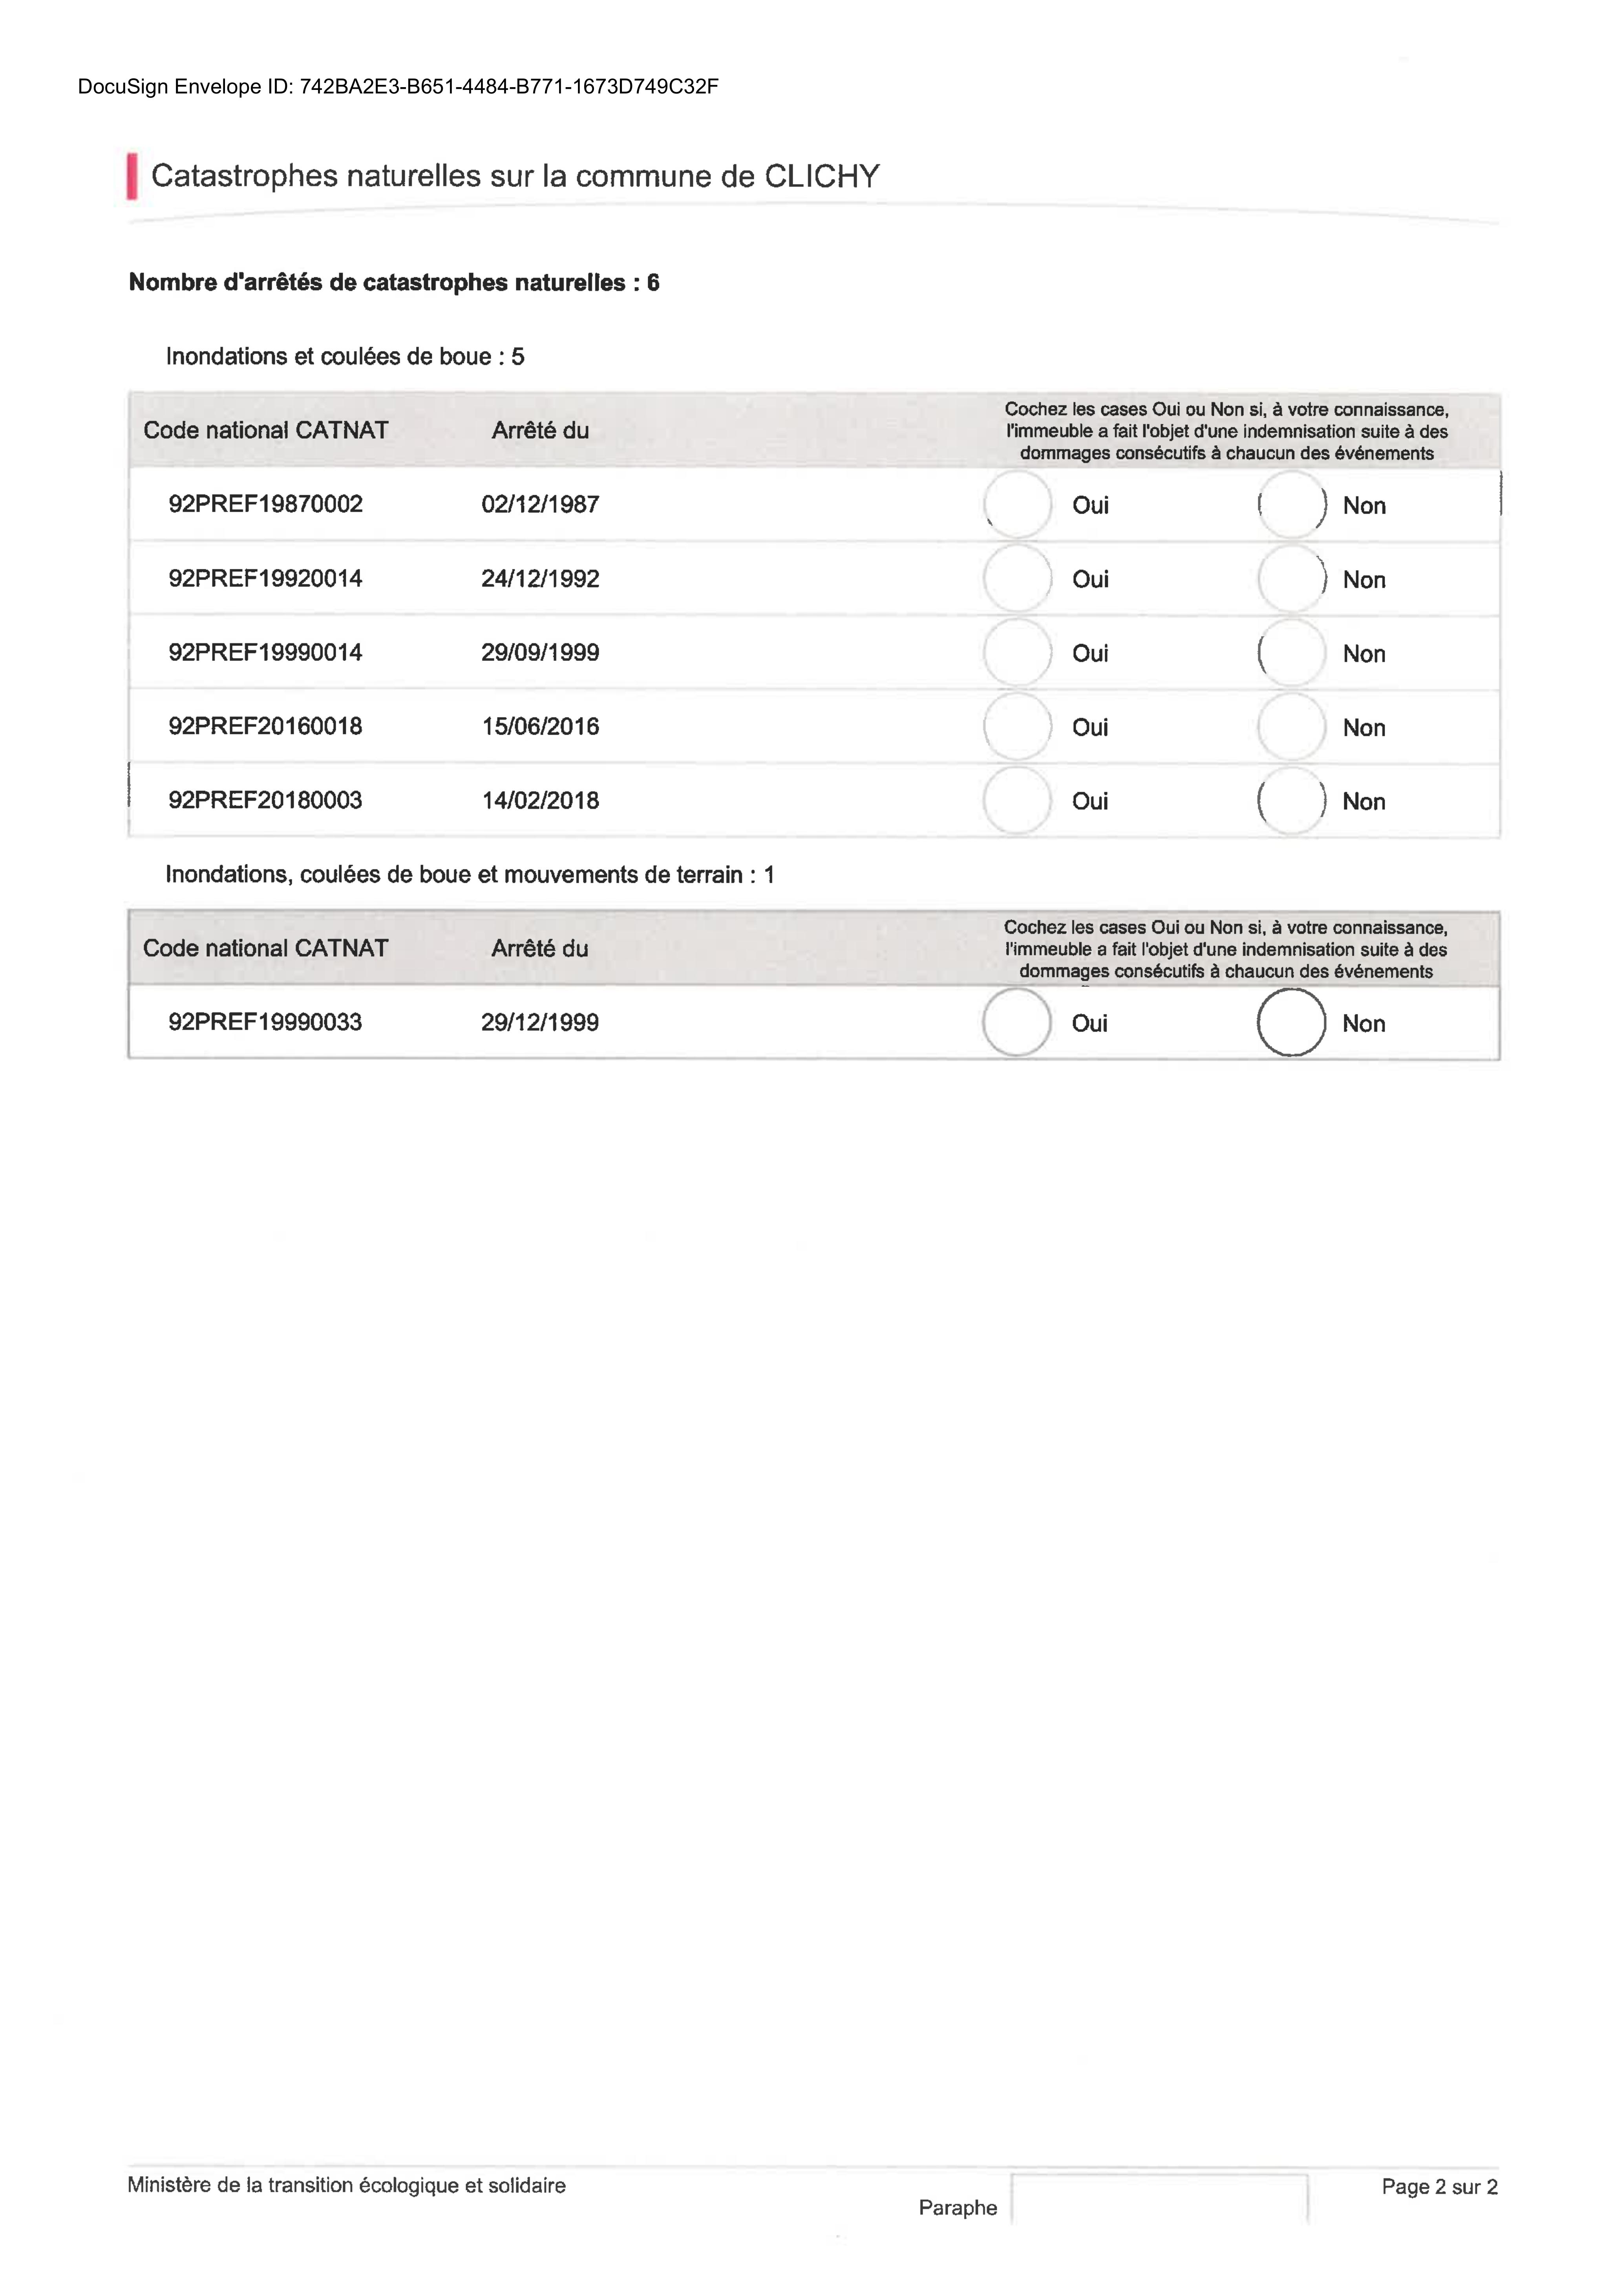 DocuSign Envelope ID: 742BA2E3-B651-4484-B771-1673D749C32F
Catastrophes naturelles sur la commune de CLICHY
Nombre d'arrêtés de catastrophes naturelles : 6
Inondations et coulées de boue : 5
Code national CATNAT Arrêté du Cochez les cases Oui ou Non si, à votre connaissance,
l'immeuble a fait l'objet d'une indemnisation suite à des
dommages consécutifs à chaucun des événements
92PREF19870002 02/12/1987 Oui Non
92PREF19920014 24/12/1992 Oui Non
92PREF19990014 29/09/1999 Oui Non
92PREF20160018 15/06/2016 Oui Non
92PREF20180003 14/02/2018 Oui Non
Inondations, coulées de boue et mouvements de terrain : 1
Code national CATNAT Arrêté du Cochez les cases Oui ou Non si, à votre connaissance,
l'immeuble a fait l'objet d'une indemnisation suite à des
dommages consécutifs à chaucun des événements
92PREF19990033 29/12/1999 Oui Non
Ministère de la transition écologique et solidaire
Paraphe
Page 2 sur 2